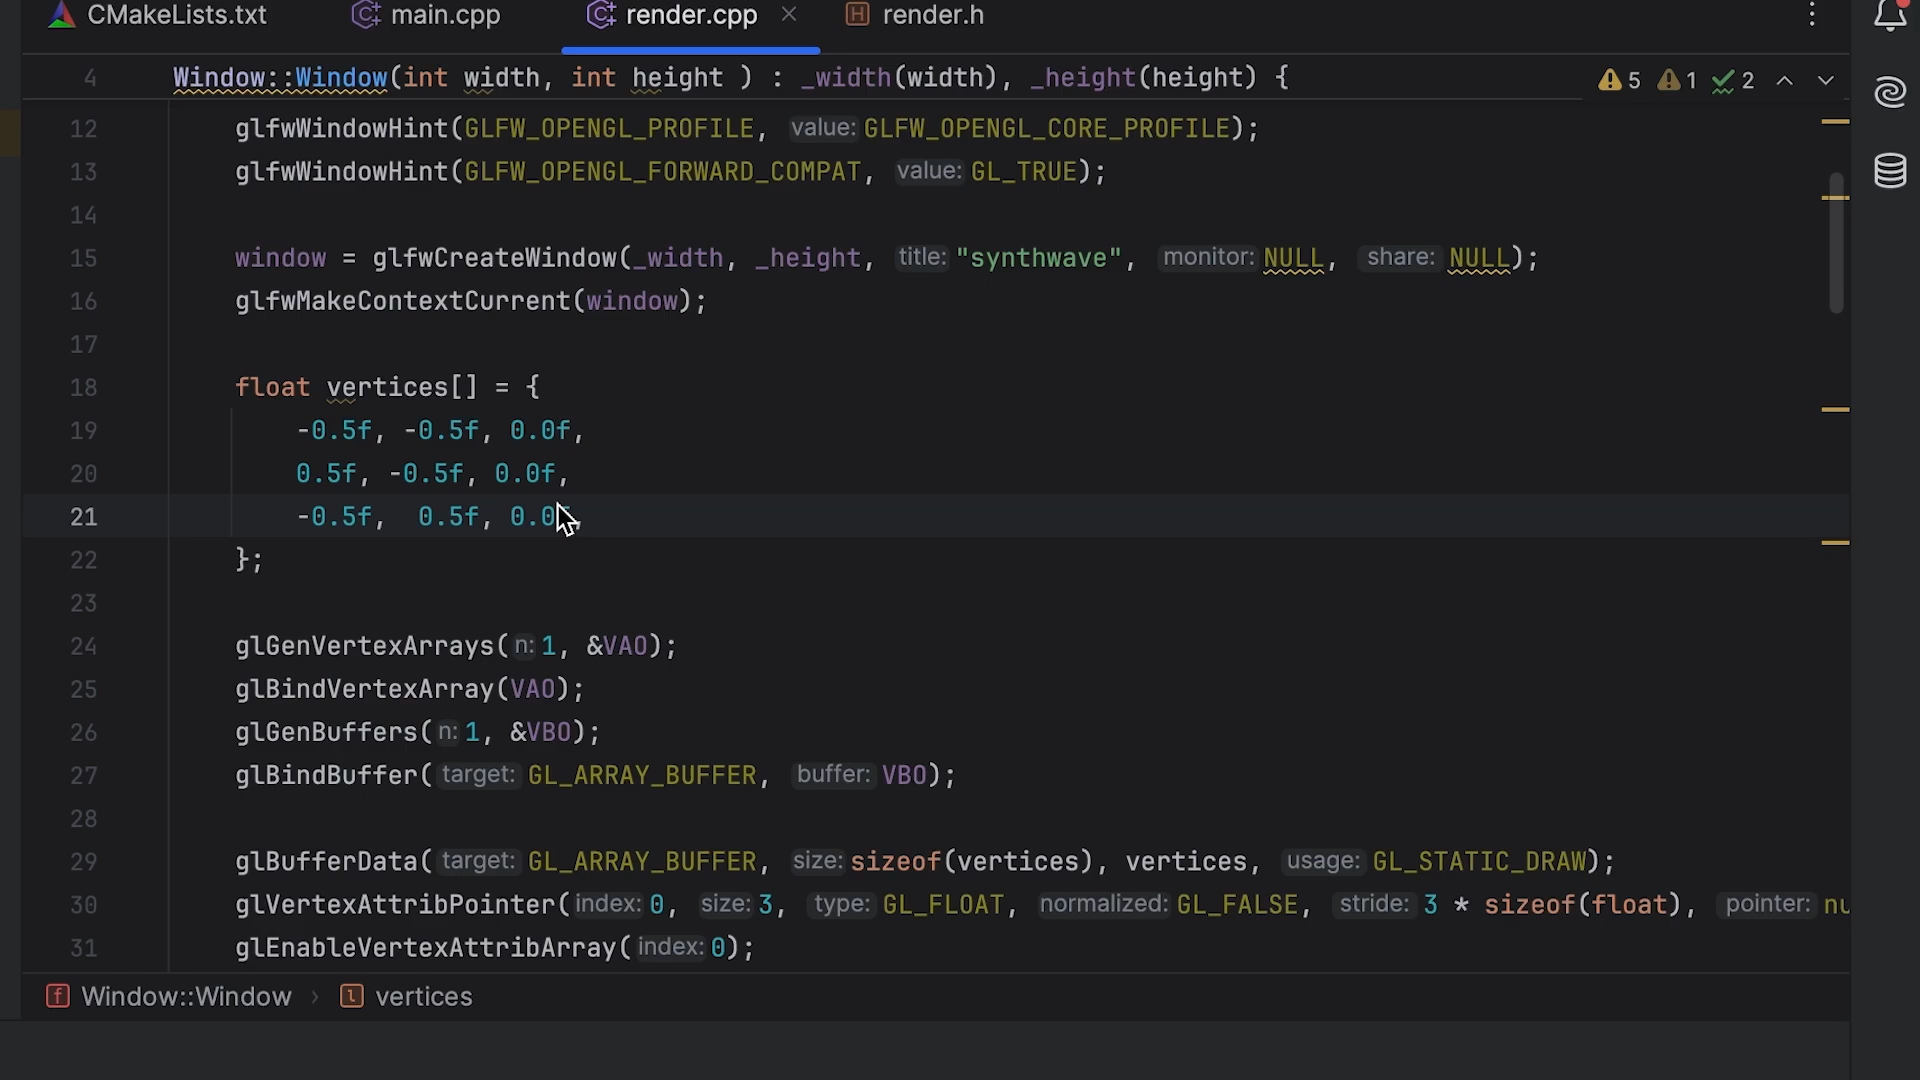 CMakeLists.txt main.cpp render.cpp render.h
4 Window::Window(int width, int height ) : _width(width), _height(height) { 5 1 2
12 glfwWindowHint(GLFW_OPENGL_PROFILE, value: GLFW_OPENGL_CORE_PROFILE);
13 glfwWindowHint(GLFW_OPENGL_FORWARD_COMPAT, value: GL_TRUE);
14
15 window = glfwCreateWindow(_width, _height, title: "synthwave", monitor: NULL, share: NULL);
16 glfwMakeContextCurrent(window);
17
18 float vertices[] = {
19 -0.5f, -0.5f, 0.0f,
20 0.5f, -0.5f, 0.0f,
21 -0.5f, 0.5f, 0.0f,
22 };
23
24 glGenVertexArrays( n: 1, &VAO);
25 glBindVertexArray(VAO);
26 glGenBuffers( n: 1, &VBO);
27 glBindBuffer( target: GL_ARRAY_BUFFER, buffer: VBO);
28
29 glBufferData( target: GL_ARRAY_BUFFER, size: sizeof(vertices), vertices, usage: GL_STATIC_DRAW);
30 glVertexAttribPointer( index: 0, size: 3, type: GL_FLOAT, normalized: GL_FALSE, stride: 3 * sizeof(float), pointer: nu
31 glEnableVertexAttribArray( index: 0);
f Window::Window › l vertices